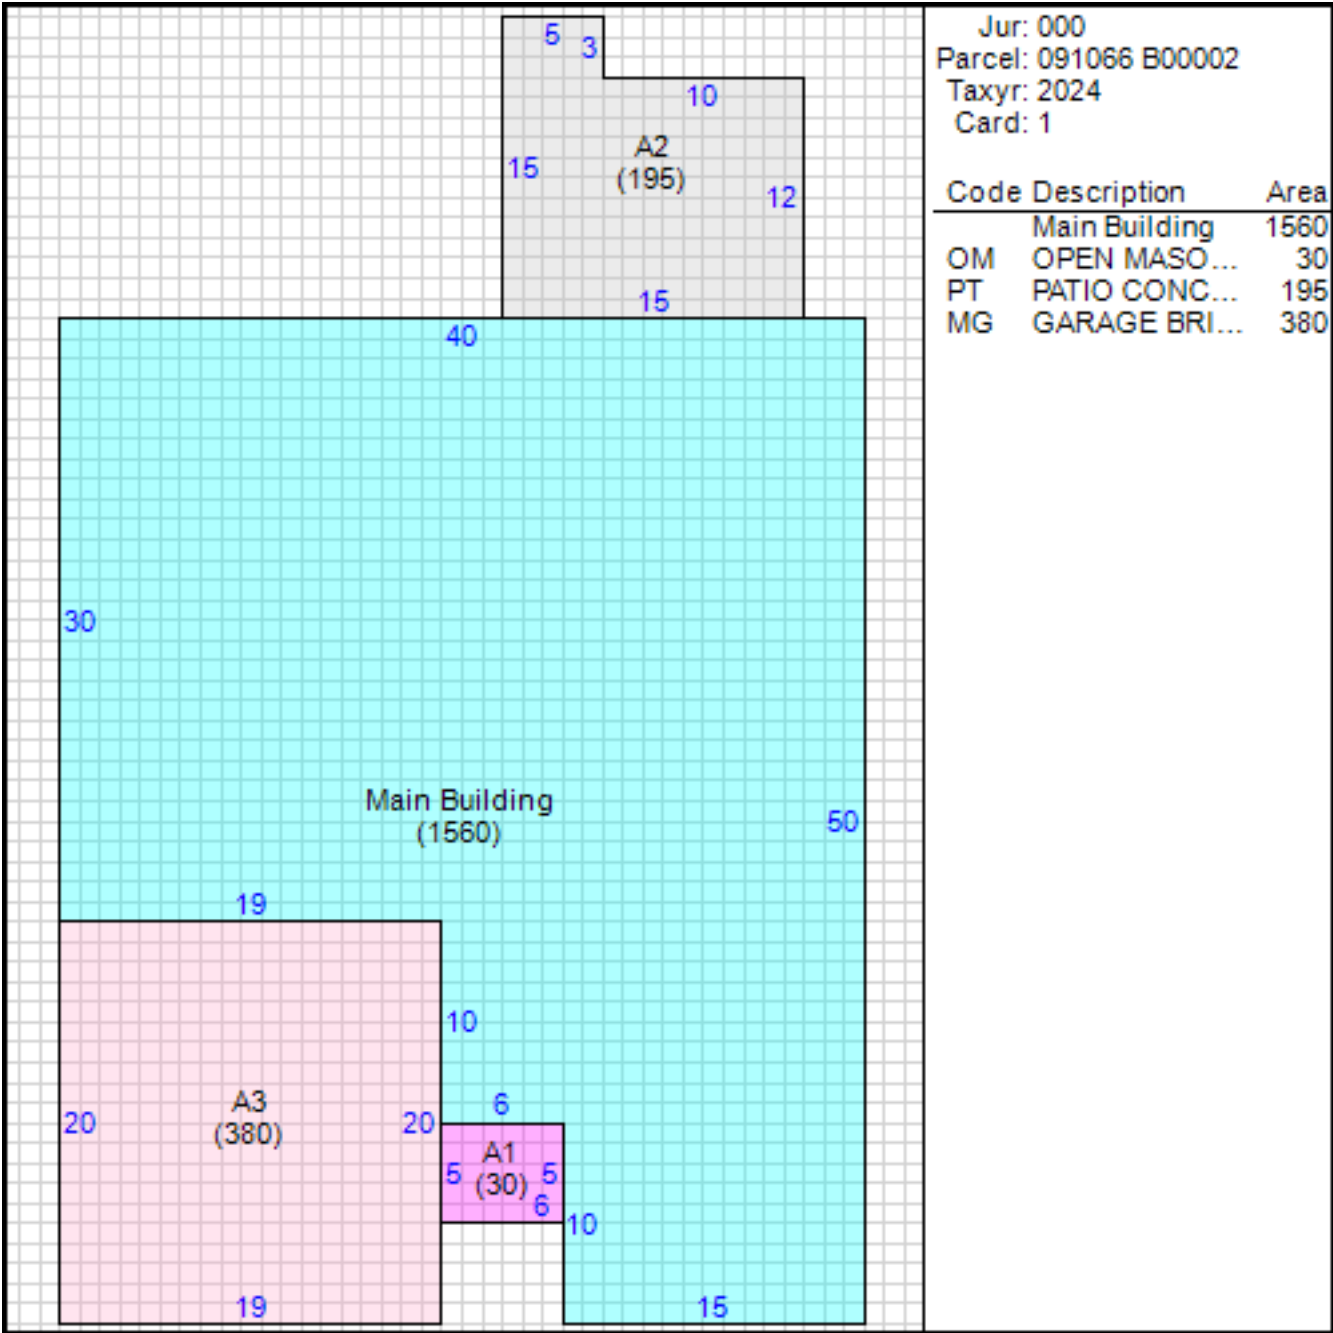 Jur: 000
Parcel: 091066 B00002
Taxyr: 2024
Card: 1
Code Description Area
Main Building 1560
OM OPEN MASO... 30
PT PATIO CONC... 195
MG GARAGE BRI... 380
5
3
10
A2
(195)
15
12
15
40
30
Main Building
(1560)
50
19
10
6
A3
(380)
20
20
A1
(30)
5
5
6
10
19
15